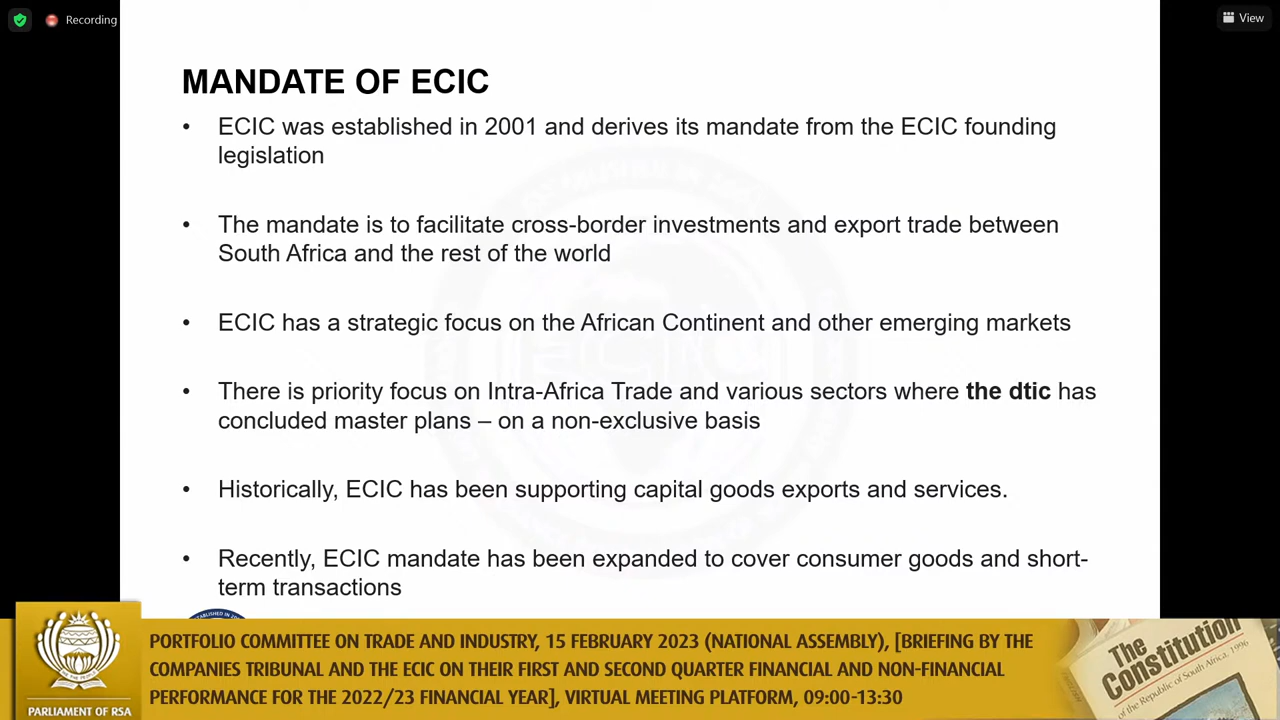 Recording
View
MANDATE OF ECIC
• ECIC was established in 2001 and derives its mandate from the ECIC founding
legislation
• The mandate is to facilitate cross-border investments and export trade between
South Africa and the rest of the world
• ECIC has a strategic focus on the African Continent and other emerging markets
• There is priority focus on Intra-Africa Trade and various sectors where the dtic has
concluded master plans – on a non-exclusive basis
• Historically, ECIC has been supporting capital goods exports and services.
• Recently, ECIC mandate has been expanded to cover consumer goods and short-
term transactions
PORTFOLIO COMMITTEE ON TRADE AND INDUSTRY, 15 FEBRUARY 2023 (NATIONAL ASSEMBLY), [BRIEFING BY THE
COMPANIES TRIBUNAL AND THE ECIC ON THEIR FIRST AND SECOND QUARTER FINANCIAL AND NON-FINANCIAL
PERFORMANCE FOR THE 2022/23 FINANCIAL YEAR], VIRTUAL MEETING PLATFORM, 09:00-13:30
PARLIAMENT OF RSA
The
Constitution
of the Republic of South Africa, 1996